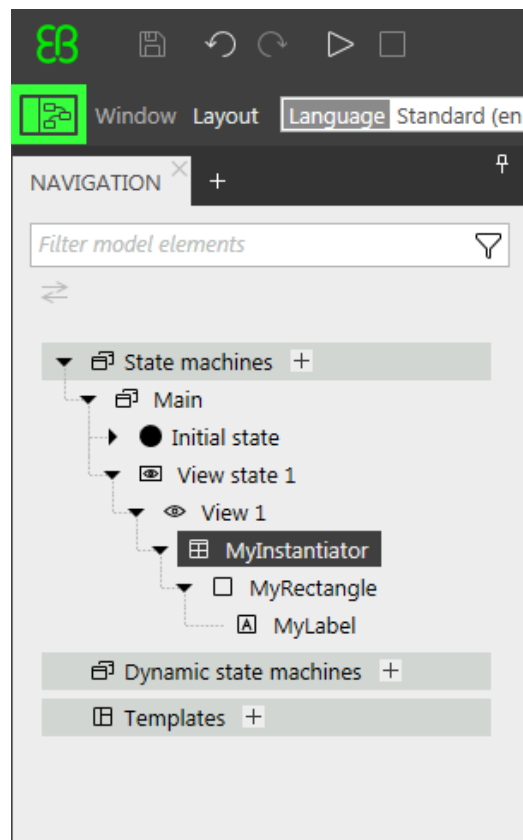 EB
Window Layout Language Standard (en
NAVIGATION
Filter model elements
State machines
Main
Initial state
View state 1
View 1
MyInstantiator
MyRectangle
A MyLabel
Dynamic state machines
Templates